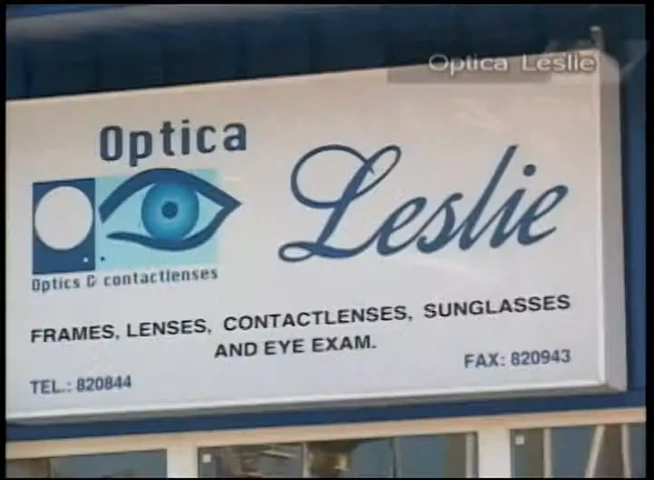 Optica Leslie
Optica
Leslie
Optics & contactlenses
FRAMES, LENSES, CONTACTLENSES, SUNGLASSES
AND EYE EXAM.
TEL.: 820844
FAX: 820943